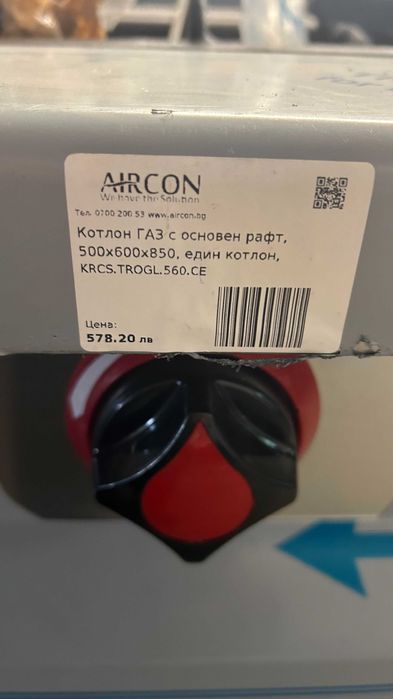 AIRCON
We have the Solution
Тел. 0700 200 53 www.aircon.bg
Котлон ГАЗ с основен рафт,
500x600x850, един котлон,
KRCS.TROGL.560.CE
Цена:
578.20 лв